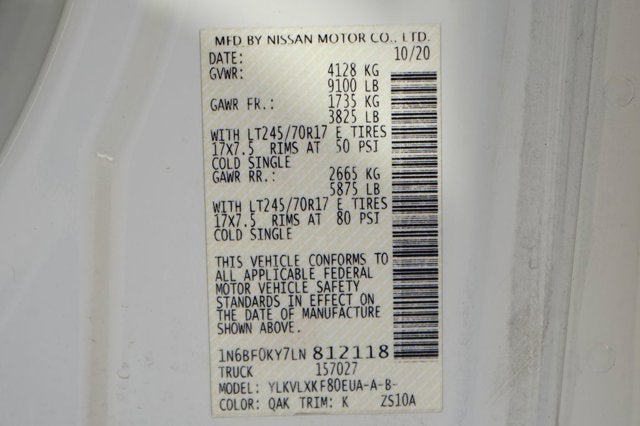 MFD BY NISSAN MOTOR CO., LTD.
DATE: 10/20
GVWR: 4128 KG
9100 LB
GAWR FR.: 1735 KG
3825 LB
WITH LT245/70R17 E TIRES
17X7.5 RIMS AT 50 PSI
COLD SINGLE
GAWR RR.: 2665 KG
5875 LB
WITH LT245/70R17 E TIRES
17X7.5 RIMS AT 80 PSI
COLD SINGLE
THIS VEHICLE CONFORMS TO
ALL APPLICABLE FEDERAL
MOTOR VEHICLE SAFETY
STANDARDS IN EFFECT ON
THE DATE OF MANUFACTURE
SHOWN ABOVE.
1N6BF0KY7LN 812118
TRUCK 157027
MODEL: YLKVLXKF80EUA-A-B-
COLOR: QAK TRIM: K ZS10A